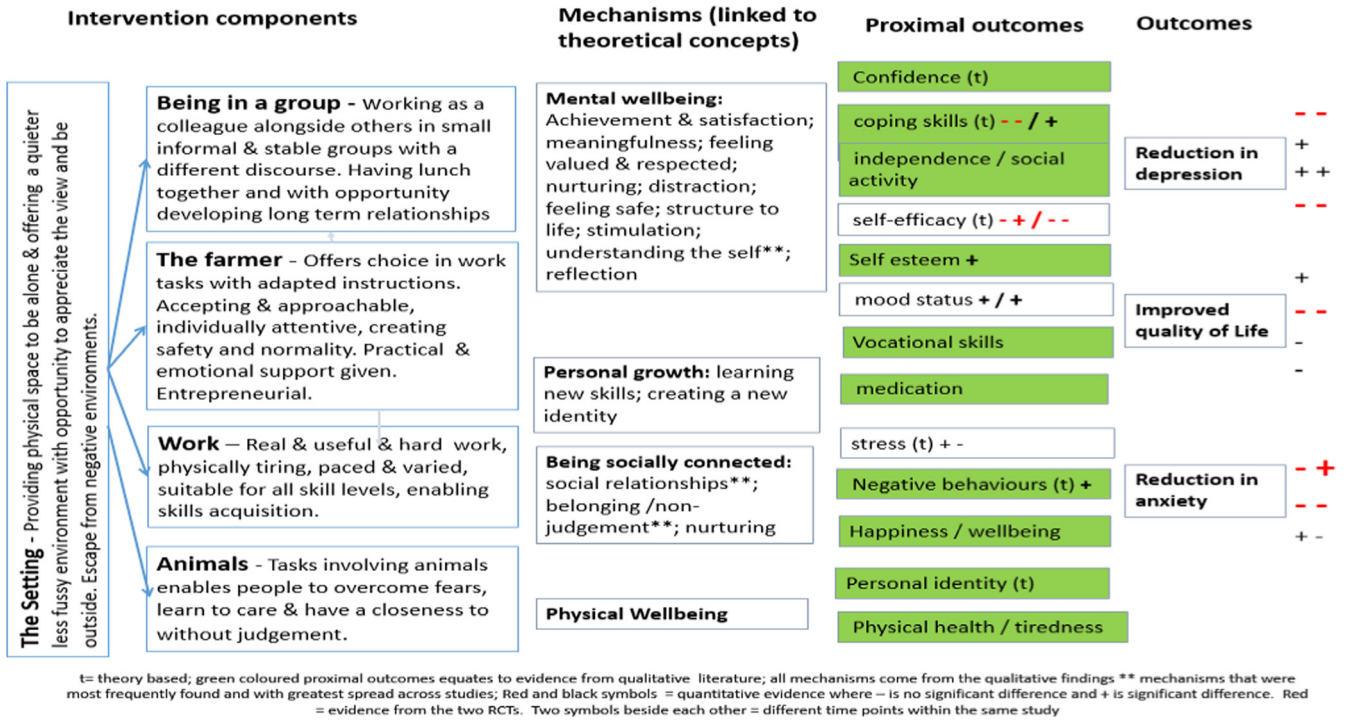 Intervention components
Mechanisms (linked to
theoretical concepts)
Proximal outcomes
Outcomes
The Setting - Providing physical space to be alone & offering a quieter
less fussy environment with opportunity to appreciate the view and be
outside. Escape from negative environments.
Being in a group - Working as a
colleague alongside others in small
informal & stable groups with a
different discourse. Having lunch
together and with opportunity
developing long term relationships
The farmer - Offers choice in work
tasks with adapted instructions.
Accepting & approachable,
individually attentive, creating
safety and normality. Practical &
emotional support given.
Entrepreneurial.
Work – Real & useful & hard work,
physically tiring, paced & varied,
suitable for all skill levels, enabling
skills acquisition.
Animals - Tasks involving animals
enables people to overcome fears,
learn to care & have a closeness to
without judgement.
Mental wellbeing:
Achievement & satisfaction;
meaningfulness; feeling
valued & respected;
nurturing; distraction;
feeling safe; structure to
life; stimulation;
understanding the self**;
reflection
Personal growth: learning
new skills; creating a new
identity
Being socially connected:
social relationships**;
belonging /non-
judgement**; nurturing
Physical Wellbeing
Confidence (t)
coping skills (t) - - / +
independence / social
activity
self-efficacy (t) - + / - -
Self esteem +
mood status + / +
Vocational skills
medication
stress (t) + -
Negative behaviours (t) +
Happiness / wellbeing
Personal identity (t)
Physical health / tiredness
Reduction in
depression
- -
+
+ +
- -
Improved
quality of Life
+
- -
-
-
Reduction in
anxiety
- +
- -
+ -
t= theory based; green coloured proximal outcomes equates to evidence from qualitative literature; all mechanisms come from the qualitative findings ** mechanisms that were
most frequently found and with greatest spread across studies; Red and black symbols = quantitative evidence where – is no significant difference and + is significant difference. Red
= evidence from the two RCTs. Two symbols beside each other = different time points within the same study